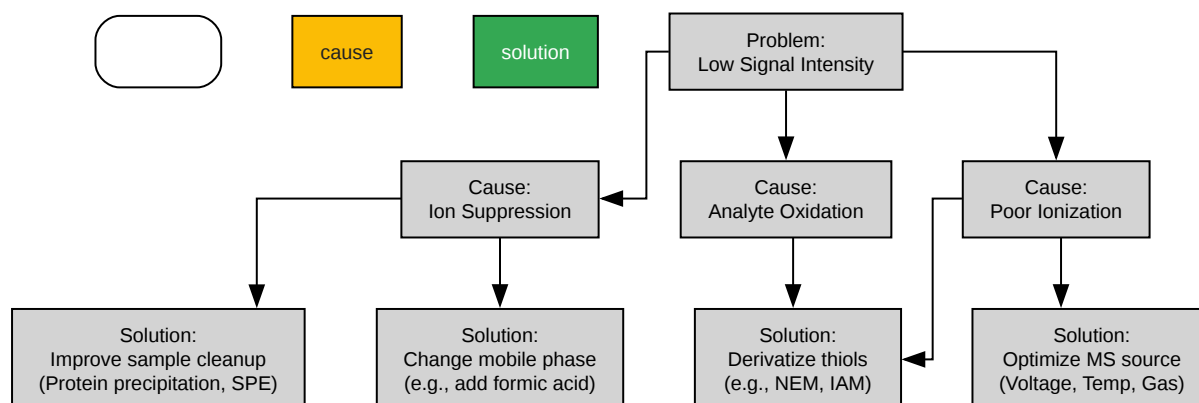 cause
solution
Problem:
Low Signal Intensity
Cause:
Ion Suppression
Cause:
Analyte Oxidation
Cause:
Poor Ionization
Solution:
Improve sample cleanup
(Protein precipitation, SPE)
Solution:
Change mobile phase
(e.g., add formic acid)
Solution:
Derivatize thiols
(e.g., NEM, IAM)
Solution:
Optimize MS source
(Voltage, Temp, Gas)